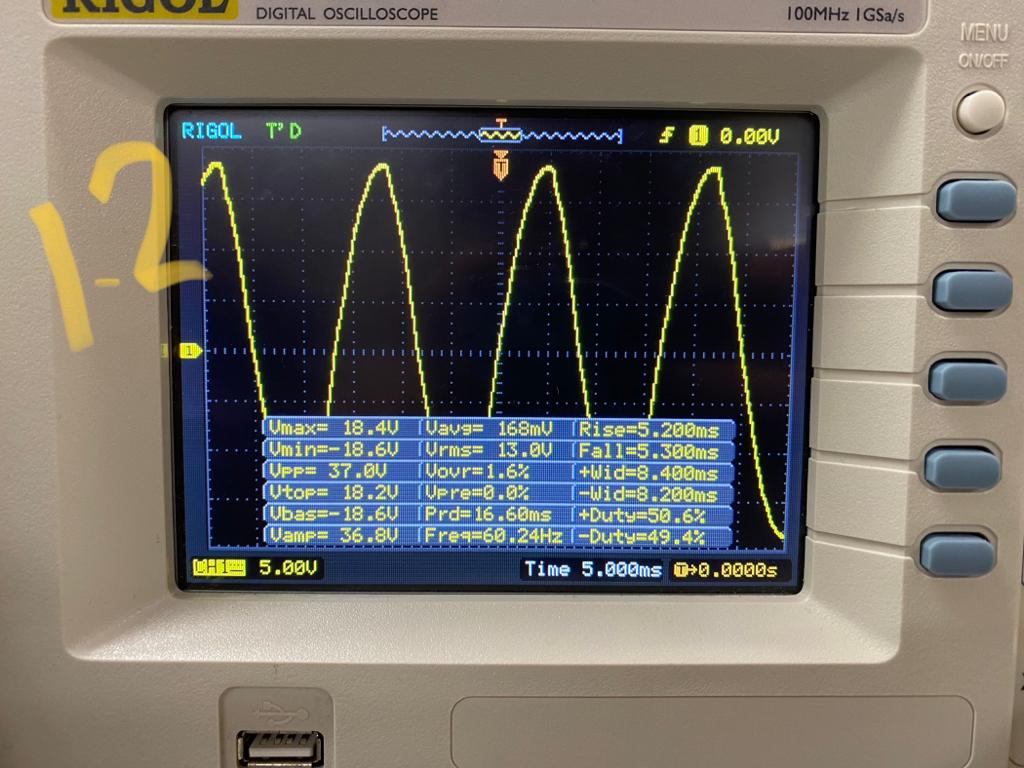 RIGOL
DIGITAL OSCILLOSCOPE
100MHz 1GSa/s
MENU
ON/OFF
RIGOL T'D 1 0.00V
T
T
1-2
1
Vmax= 18.4V Vavg= 168mV Rise=5.200ms
Vmin=-18.6V Vrms= 13.0V Fall=5.300ms
Vpp= 37.0V Vovr=1.6% +Wid=8.400ms
Vtop= 18.2V Vpre=0.0% -Wid=8.200ms
Vbas=-18.6V Prd=16.60ms +Duty=50.6%
Vamp= 36.8V Freq=60.24Hz -Duty=49.4%
CH1 5.00V Time 5.000ms T→0.0000s